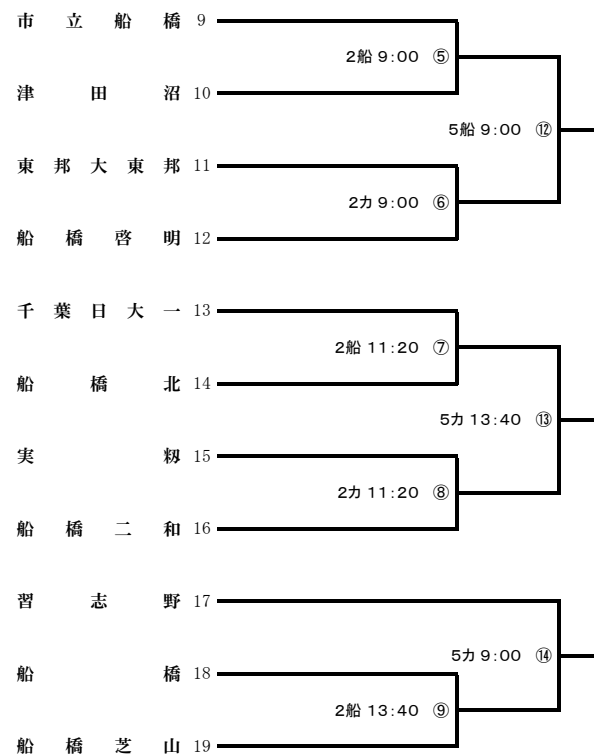 市立船橋 9
2船 9:00 ⑤
津田沼 10
5船 9:00 ⑫
東邦大東邦 11
2カ 9:00 ⑥
船橋啓明 12
千葉日大一 13
2船 11:20 ⑦
船橋北 14
5カ 13:40 ⑬
実籾 15
2カ 11:20 ⑧
船橋二和 16
習志野 17
5カ 9:00 ⑭
船橋 18
2船 13:40 ⑨
船橋芝山 19